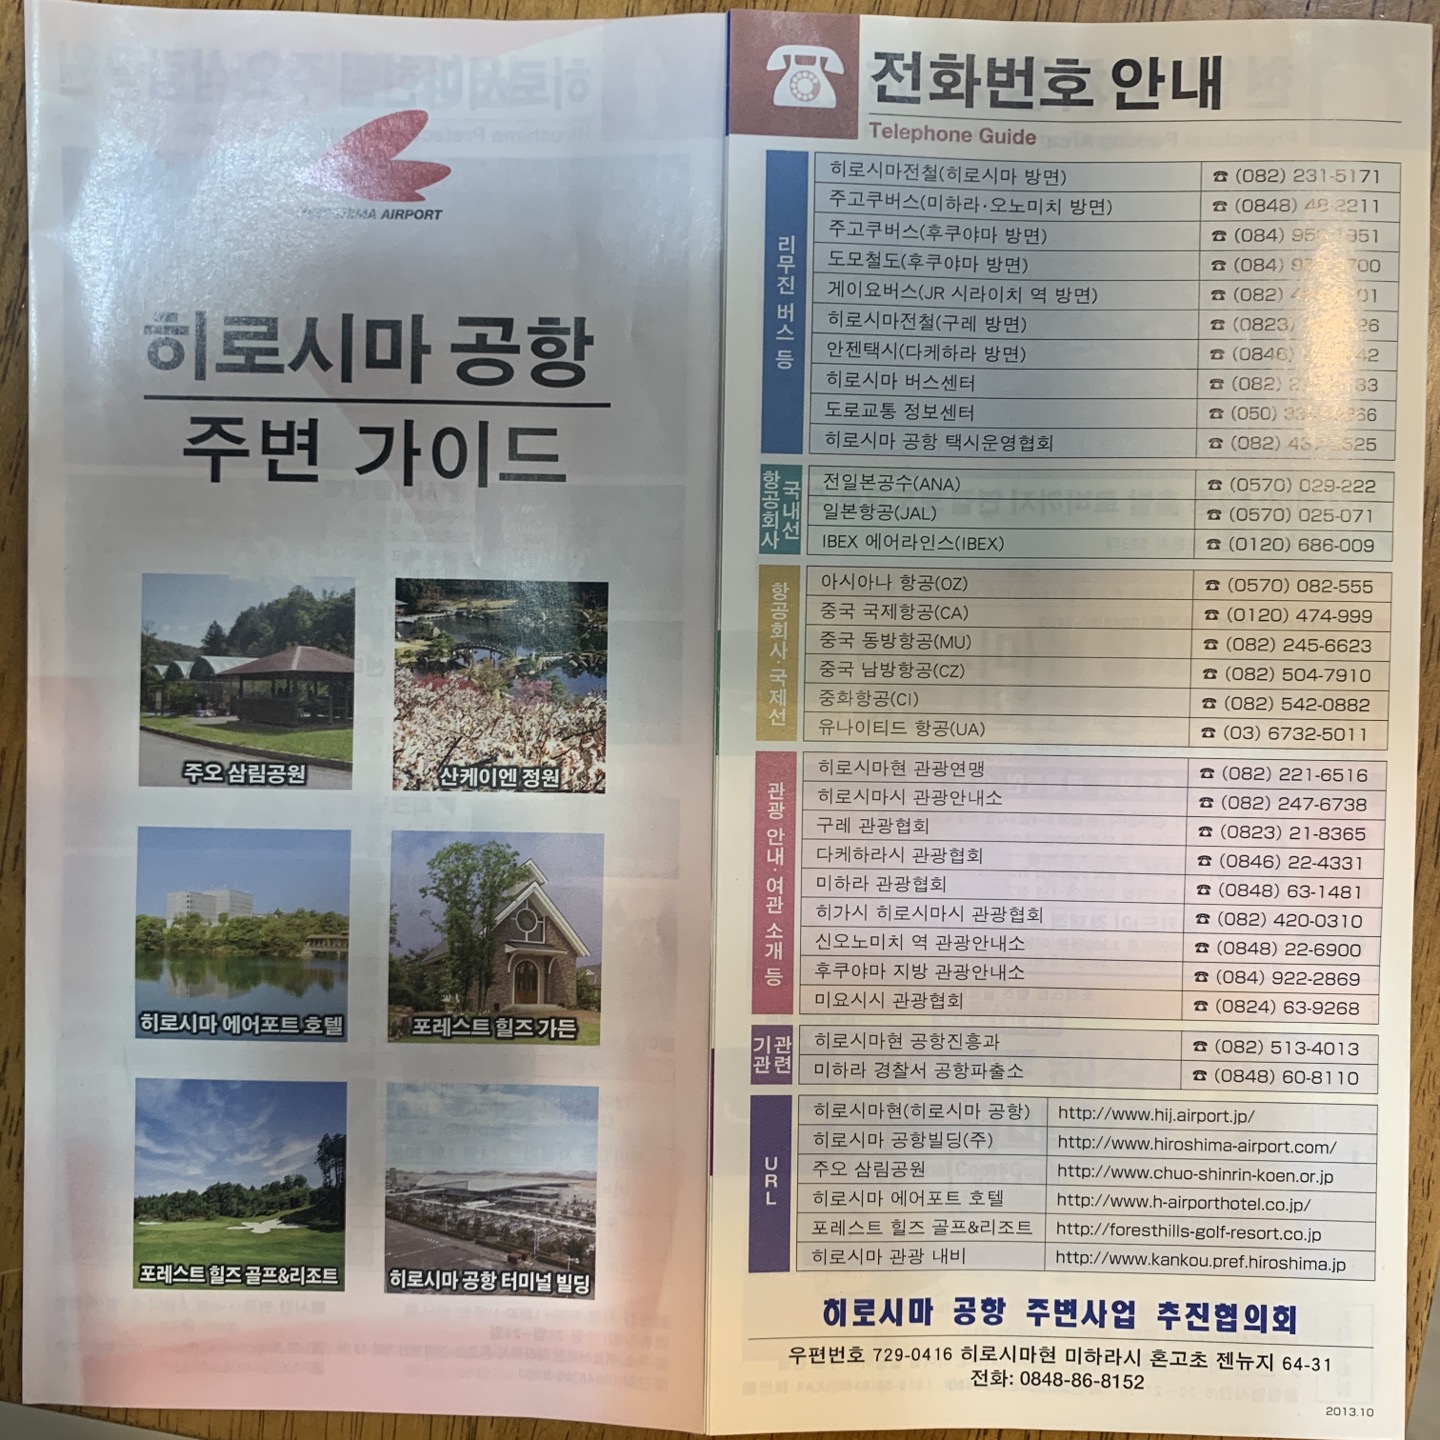 HIROSHIMA AIRPORT
히로시마 공항
주변 가이드
주오 삼림공원
산케이엔 정원
히로시마 에어포트 호텔
포레스트 힐즈 가든
포레스트 힐즈 골프&리조트
히로시마 공항 터미널 빌딩
전화번호 안내
Telephone Guide
리무진 버스 등
히로시마전철(히로시마 방면) ☎ (082) 231-5171
주고쿠버스(미하라·오노미치 방면) ☎ (0848) 48-2211
주고쿠버스(후쿠야마 방면) ☎ (084)
도모철도(후쿠야마 방면) ☎ (084)
게이요버스(JR 시라이치 역 방면) ☎ (082)
히로시마전철(구레 방면) ☎ (0823)
안젠택시(다케하라 방면) ☎ (0846)
히로시마 버스센터 ☎ (082)
도로교통 정보센터 ☎ (050)
히로시마 공항 택시운영협회 ☎ (082)
국내선
항공회사
전일본공수(ANA) ☎ (0570) 029-222
일본항공(JAL) ☎ (0570) 025-071
IBEX 에어라인스(IBEX) ☎ (0120) 686-009
항공회사·국제선
아시아나 항공(OZ) ☎ (0570) 082-555
중국 국제항공(CA) ☎ (0120) 474-999
중국 동방항공(MU) ☎ (082) 245-6623
중국 남방항공(CZ) ☎ (082) 504-7910
중화항공(CI) ☎ (082) 542-0882
유나이티드 항공(UA) ☎ (03) 6732-5011
관광 안내·여관 소개 등
히로시마현 관광연맹 ☎ (082) 221-6516
히로시마시 관광안내소 ☎ (082) 247-6738
구레 관광협회 ☎ (0823) 21-8365
다케하라시 관광협회 ☎ (0846) 22-4331
미하라 관광협회 ☎ (0848) 63-1481
히가시 히로시마시 관광협회 ☎ (082) 420-0310
신오노미치 역 관광안내소 ☎ (0848) 22-6900
후쿠야마 지방 관광안내소 ☎ (084) 922-2869
미요시시 관광협회 ☎ (0824) 63-9268
관련
기관
히로시마현 공항진흥과 ☎ (082) 513-4013
미하라 경찰서 공항파출소 ☎ (0848) 60-8110
URL
히로시마현(히로시마 공항) http://www.hij.airport.jp/
히로시마 공항빌딩(주) http://www.hiroshima-airport.com/
주오 삼림공원 http://www.chuo-shinrin-koen.or.jp
히로시마 에어포트 호텔 http://www.h-airporthotel.co.jp/
포레스트 힐즈 골프&리조트 http://foresthills-golf-resort.co.jp
히로시마 관광 내비 http://www.kankou.pref.hiroshima.jp
히로시마 공항 주변사업 추진협의회
우편번호 729-0416 히로시마현 미하라시 혼고초 젠뉴지 64-31
전화: 0848-86-8152
2013.10